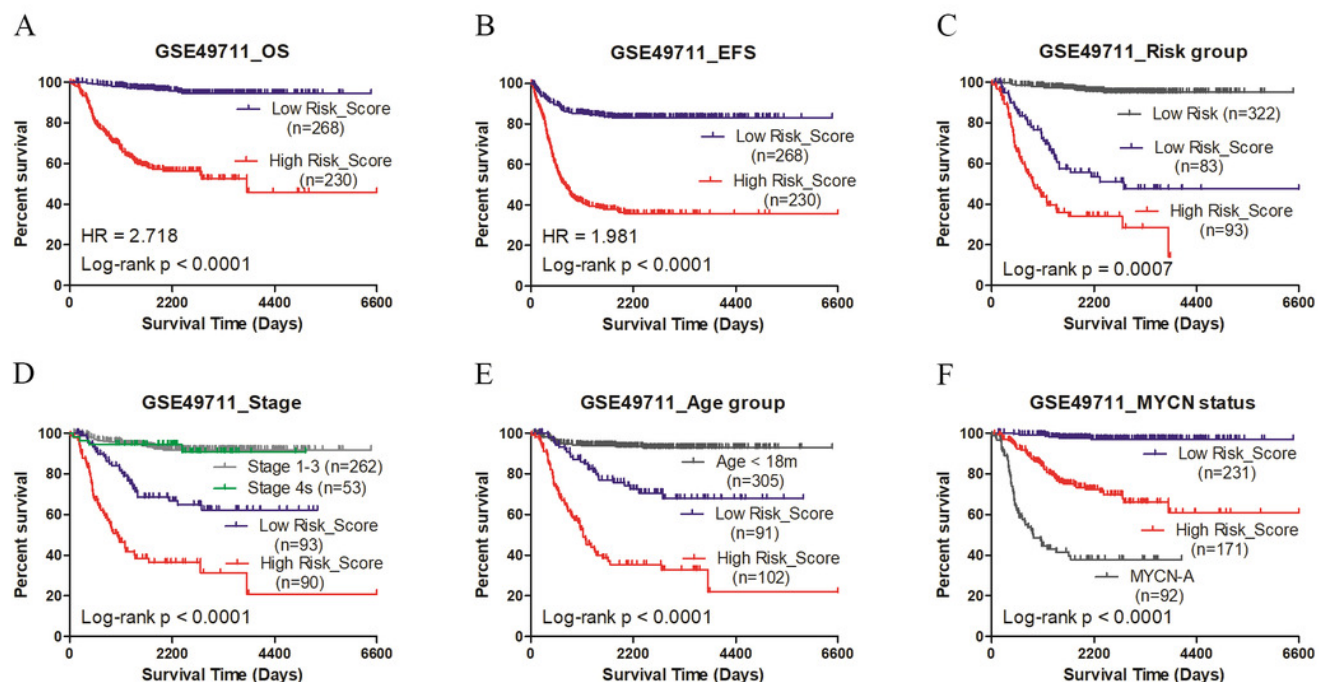 A
GSE49711_OS
Percent survival
100
80
60
40
20
0
Low Risk_Score
(n=268)
High Risk_Score
(n=230)
HR = 2.718
Log-rank p < 0.0001
0
2200
4400
6600
Survival Time (Days)
B
GSE49711_EFS
Percent survival
100
80
60
40
20
0
Low Risk_Score
(n=268)
High Risk_Score
(n=230)
HR = 1.981
Log-rank p < 0.0001
0
2200
4400
6600
Survival Time (Days)
C
GSE49711_Risk group
Percent survival
100
80
60
40
20
0
Low Risk (n=322)
Low Risk_Score
(n=83)
High Risk_Score
(n=93)
Log-rank p = 0.0007
0
2200
4400
6600
Survival Time (Days)
D
GSE49711_Stage
Percent survival
100
80
60
40
20
0
Stage 1-3 (n=262)
Stage 4s (n=53)
Low Risk_Score
(n=93)
High Risk_Score
(n=90)
Log-rank p < 0.0001
0
2200
4400
6600
Survival Time (Days)
E
GSE49711_Age group
Percent survival
100
80
60
40
20
0
Age < 18m
(n=305)
Low Risk_Score
(n=91)
High Risk_Score
(n=102)
Log-rank p < 0.0001
0
2200
4400
6600
Survival Time (Days)
F
GSE49711_MYCN status
Percent survival
100
80
60
40
20
0
Low Risk_Score
(n=231)
High Risk_Score
(n=171)
MYCN-A
(n=92)
Log-rank p < 0.0001
0
2200
4400
6600
Survival Time (Days)